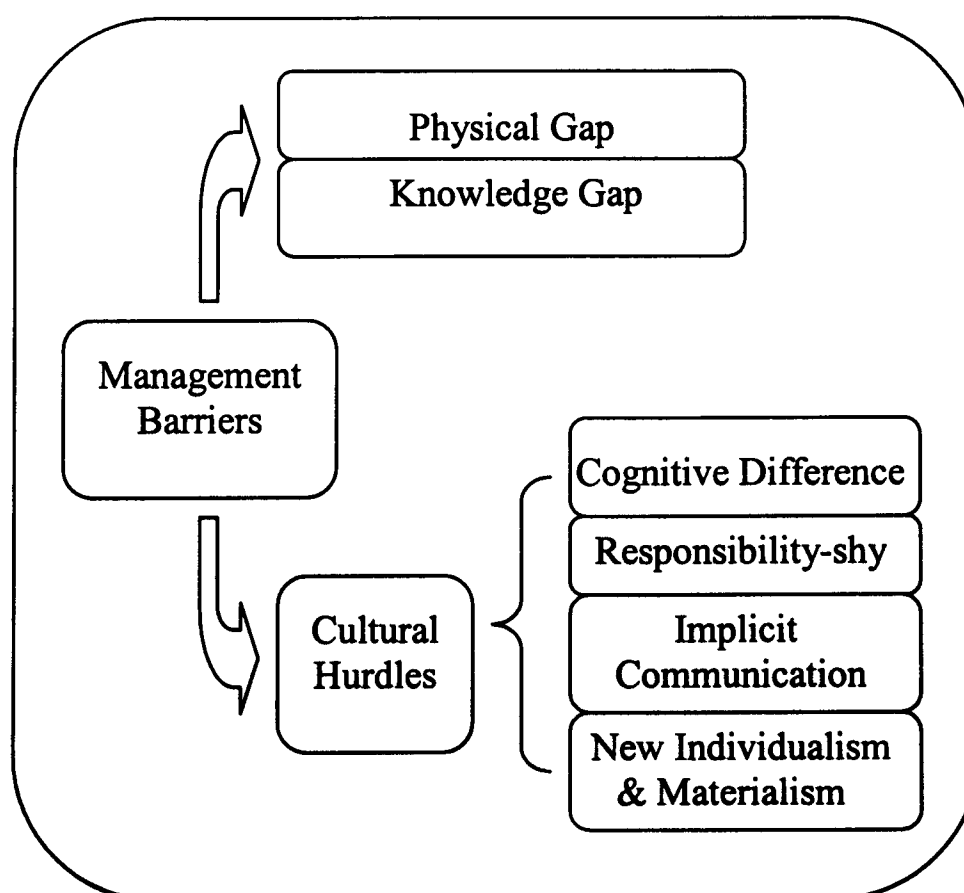 Physical Gap
Knowledge Gap
Management
Barriers
Cultural
Hurdles
Cognitive Difference
Responsibility-shy
Implicit
Communication
New Individualism
& Materialism